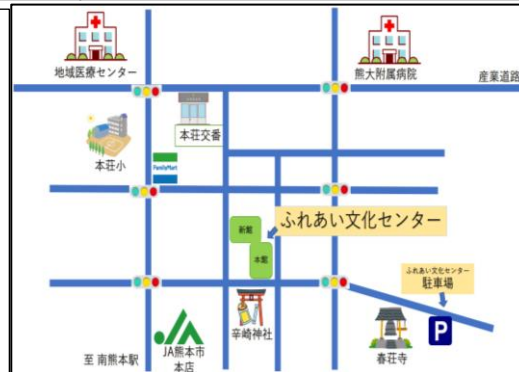 地域医療センター
熊大附属病院
産業道路
本荘交番
本荘小
FamilyMart
ふれあい文化センター
新館
本館
ふれあい文化センター
駐車場
P
辛崎神社
JA熊本市
本店
春荘寺
至 南熊本駅